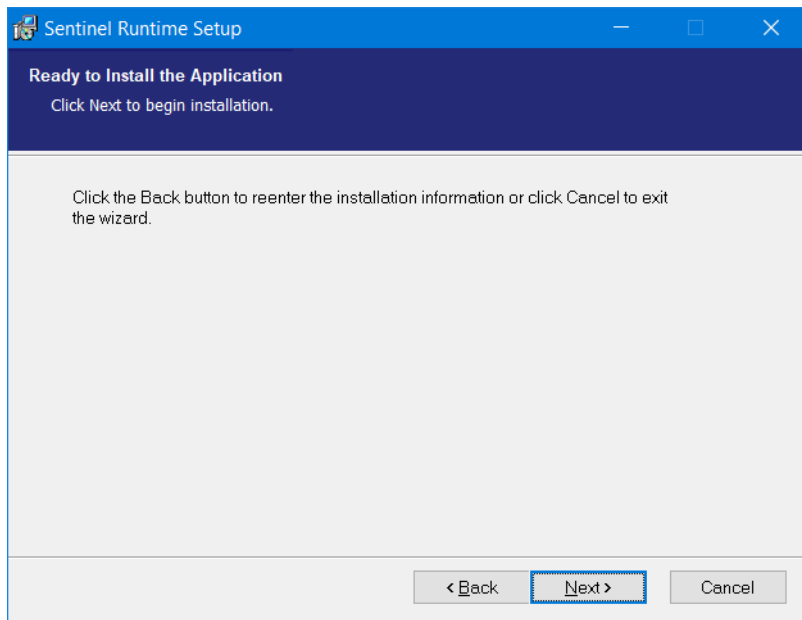 Sentinel Runtime Setup
Ready to Install the Application
Click Next to begin installation.
Click the Back button to reenter the installation information or click Cancel to exit
the wizard.
< Back
Next >
Cancel